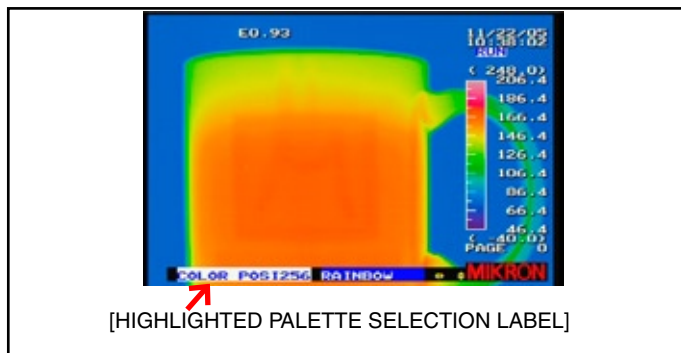 E0.93
11/22/05
10:38:02
RUN
( 248.0)
206.4
186.4
166.4
146.4
126.4
106.4
86.4
66.4
46.4
( -40.0)
PAGE 0
COLOR POSI256 RAINBOW
MIKRON
[HIGHLIGHTED PALETTE SELECTION LABEL]